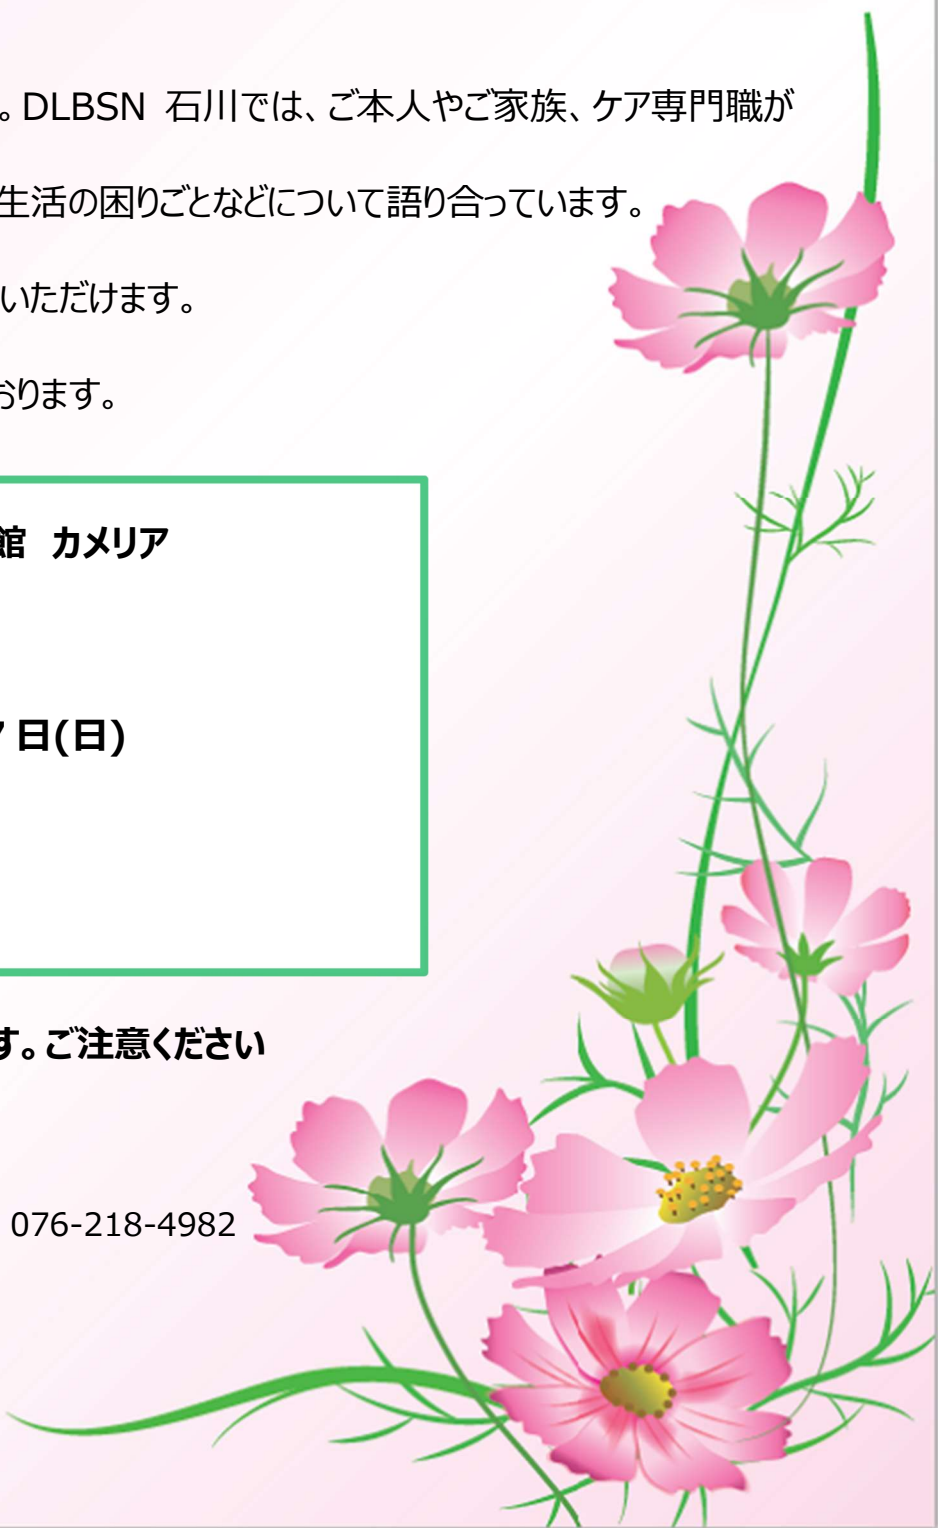 。DLBSN 石川では、ご本人やご家族、ケア専門職が
生活の困りごとなどについて語り合っています。
いただけます。
おります。
館 カメリア
日(日)
す。ご注意ください
076-218-4982